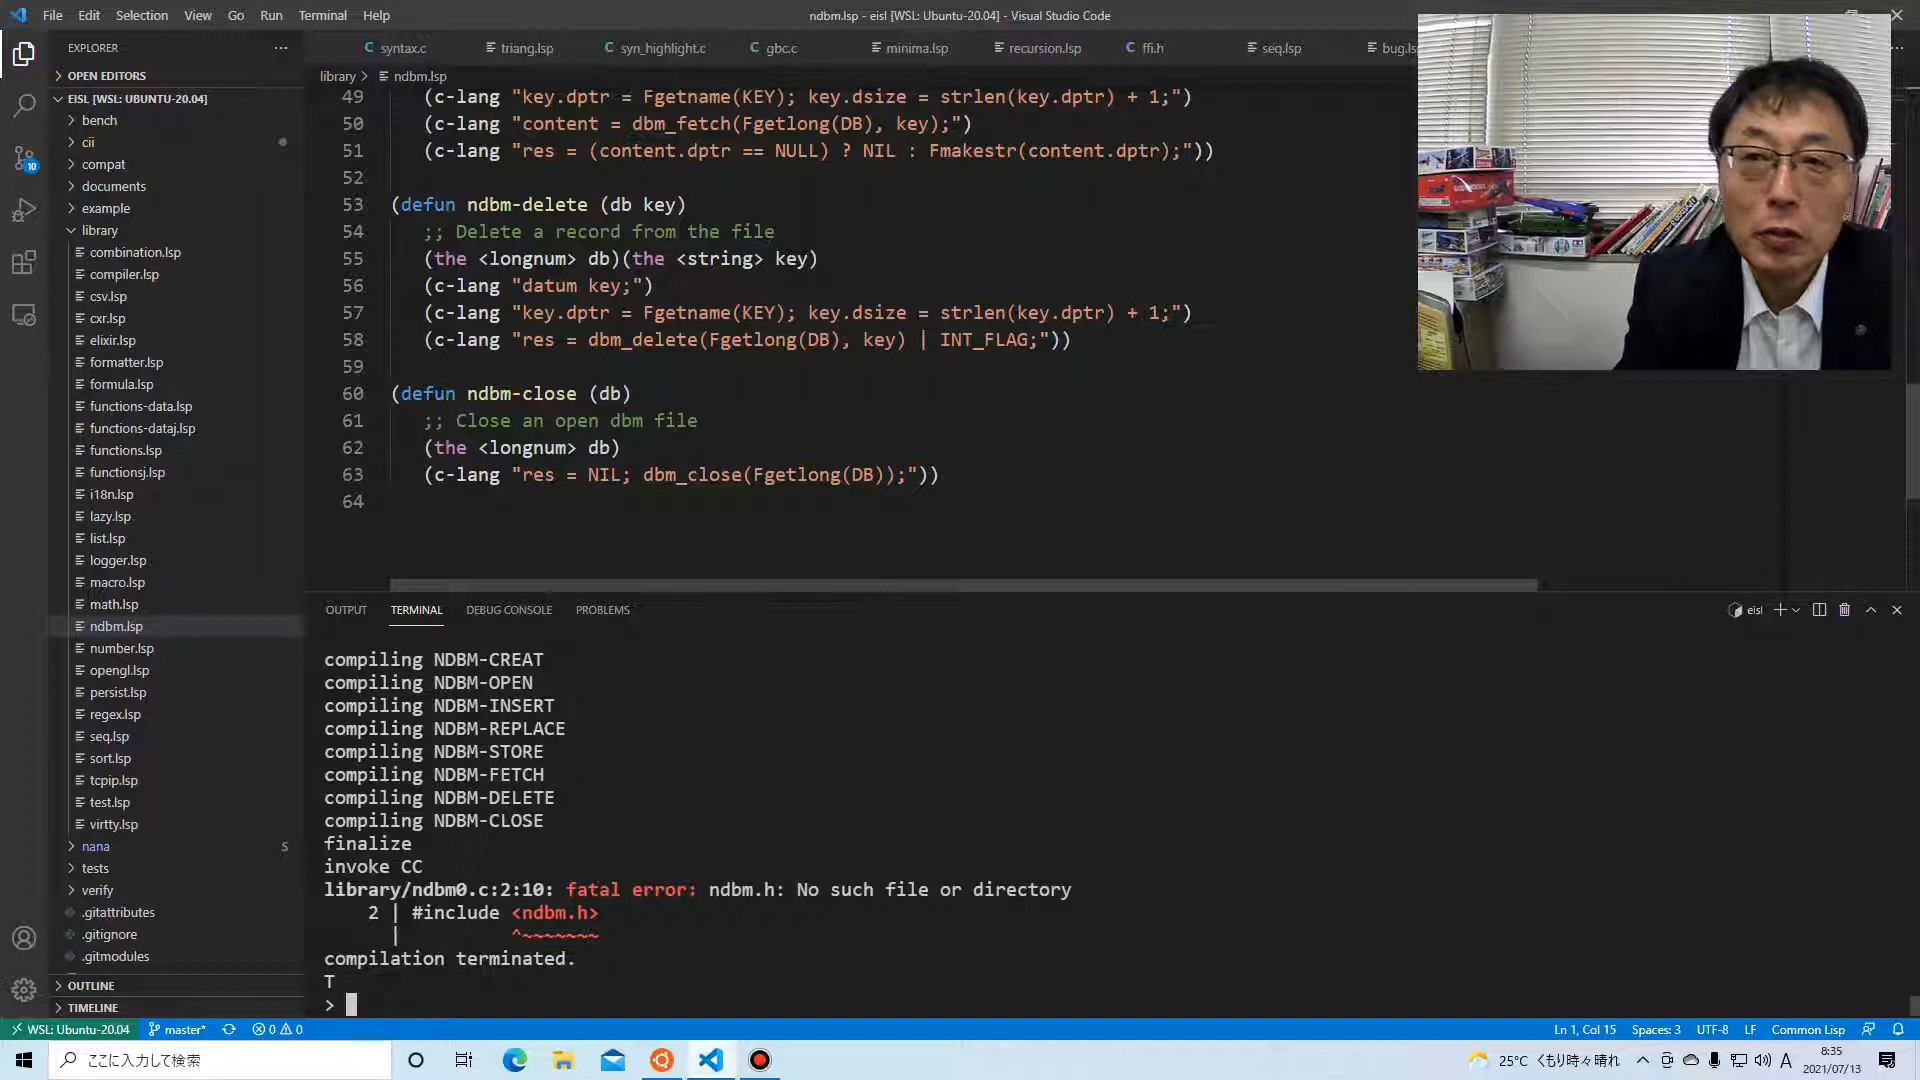 File Edit Selection View Go Run Terminal Help
ndbm.lsp - eisl [WSL: Ubuntu-20.04] - Visual Studio Code
EXPLORER
OPEN EDITORS
EISL [WSL: UBUNTU-20.04]
bench
cii
compat
documents
example
library
combination.lsp
compiler.lsp
csv.lsp
cxr.lsp
elixir.lsp
formatter.lsp
formula.lsp
functions-data.lsp
functions-dataj.lsp
functions.lsp
functionsj.lsp
i18n.lsp
lazy.lsp
list.lsp
logger.lsp
macro.lsp
math.lsp
ndbm.lsp
number.lsp
opengl.lsp
persist.lsp
regex.lsp
seq.lsp
sort.lsp
tcpip.lsp
test.lsp
virtty.lsp
nana S
tests
verify
.gitattributes
.gitignore
.gitmodules
OUTLINE
TIMELINE
10
syntax.c triang.lsp syn_highlight.c gbc.c minima.lsp recursion.lsp ffi.h seq.lsp bug.ls
library > ndbm.lsp
49 (c-lang "key.dptr = Fgetname(KEY); key.dsize = strlen(key.dptr) + 1;")
50 (c-lang "content = dbm_fetch(Fgetlong(DB), key);")
51 (c-lang "res = (content.dptr == NULL) ? NIL : Fmakestr(content.dptr);"))
52
53 (defun ndbm-delete (db key)
54 ;; Delete a record from the file
55 (the <longnum> db)(the <string> key)
56 (c-lang "datum key;")
57 (c-lang "key.dptr = Fgetname(KEY); key.dsize = strlen(key.dptr) + 1;")
58 (c-lang "res = dbm_delete(Fgetlong(DB), key) | INT_FLAG;"))
59
60 (defun ndbm-close (db)
61 ;; Close an open dbm file
62 (the <longnum> db)
63 (c-lang "res = NIL; dbm_close(Fgetlong(DB));"))
64
OUTPUT TERMINAL DEBUG CONSOLE PROBLEMS
eisl
compiling NDBM-CREAT
compiling NDBM-OPEN
compiling NDBM-INSERT
compiling NDBM-REPLACE
compiling NDBM-STORE
compiling NDBM-FETCH
compiling NDBM-DELETE
compiling NDBM-CLOSE
finalize
invoke CC
library/ndbm0.c:2:10: fatal error: ndbm.h: No such file or directory
2 | #include <ndbm.h>
| ^~~~~~~~
compilation terminated.
T
>
WSL: Ubuntu-20.04 master* 0 0 Ln 1, Col 15 Spaces: 3 UTF-8 LF Common Lisp
ここに入力して検索
25°C くもり時々晴れ A 8:35
2021/07/13